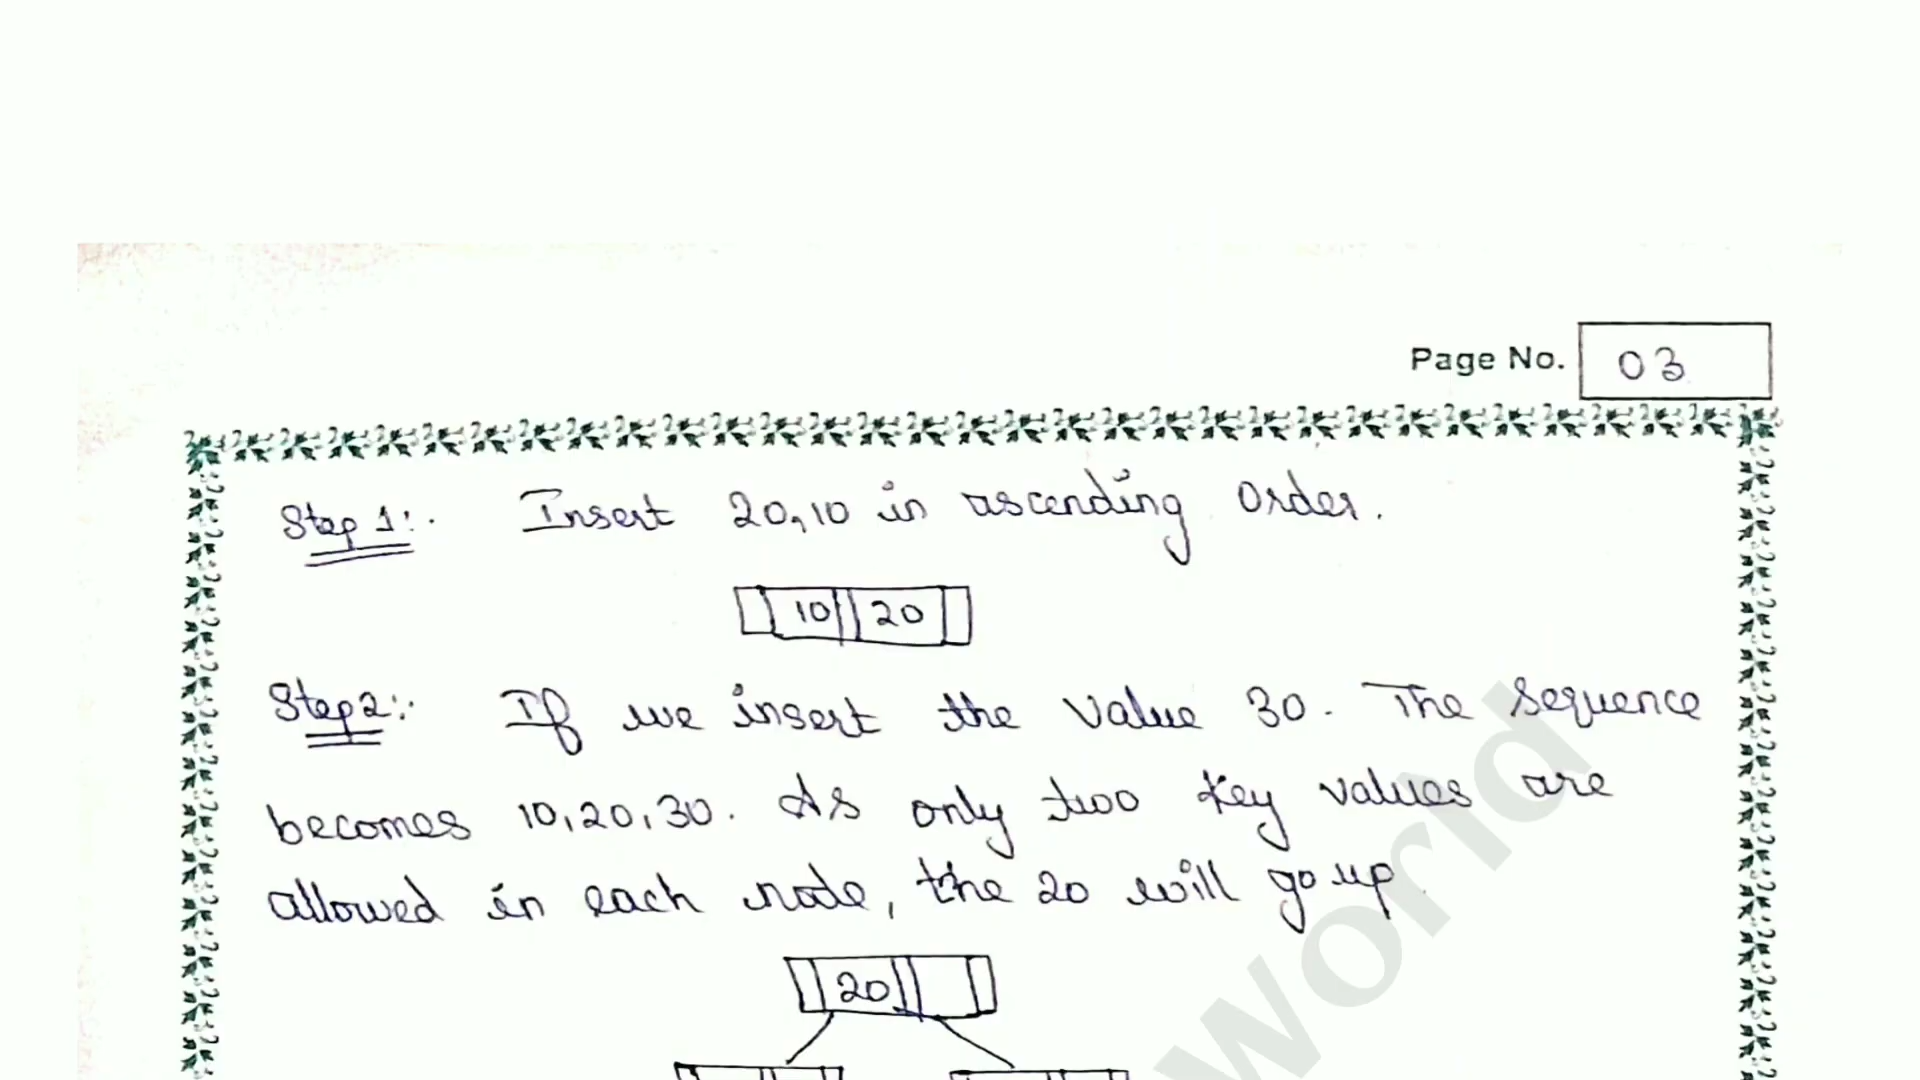 Page No. 03
Step 1:. Insert 20,10 in ascending order.
10 20
Step 2:. If we insert the value 30. The sequence
becomes 10,20,30. As only two key values are
allowed in each node, the 20 will go up.
20
world